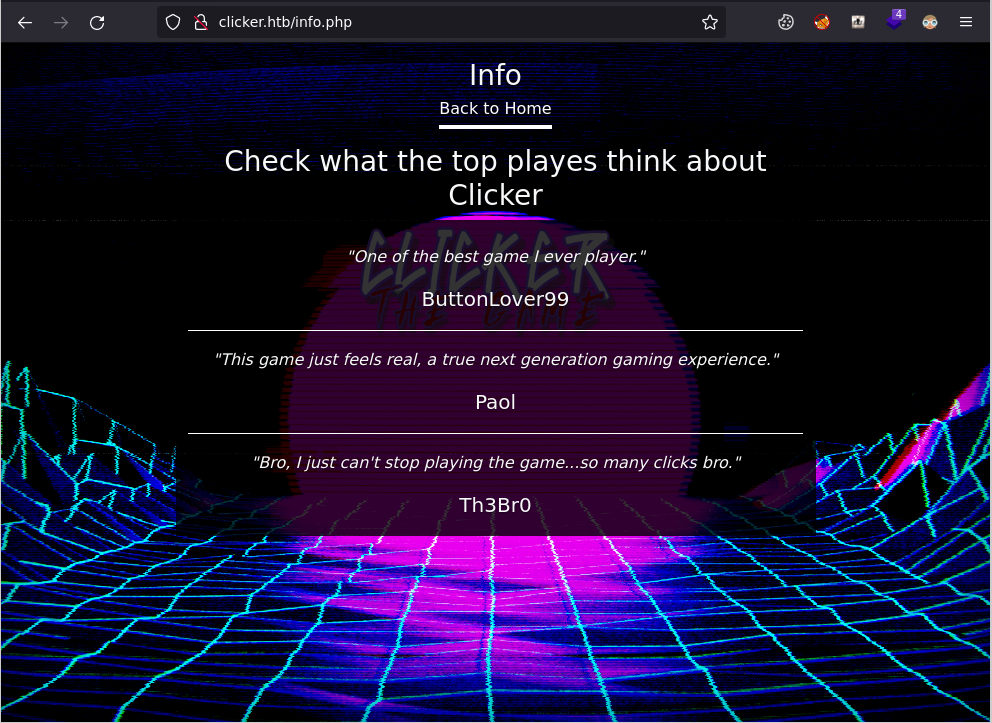 clicker.htb/info.php
4
Info
Back to Home
Check what the top playes think about
Clicker
CLICKER
THE GAME
"One of the best game I ever player."
ButtonLover99
"This game just feels real, a true next generation gaming experience."
Paol
"Bro, I just can't stop playing the game...so many clicks bro."
Th3Br0